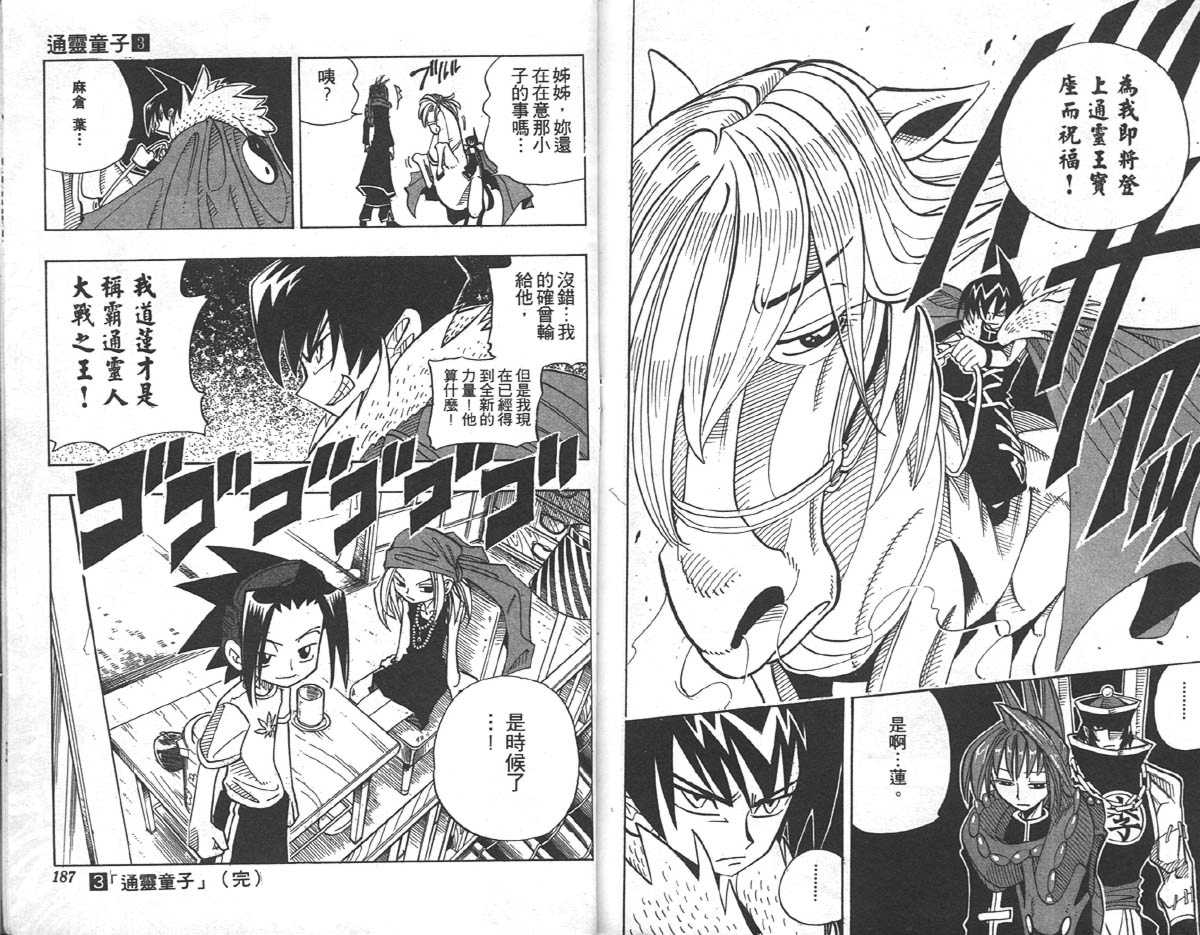 為我即將登
上通靈王寶
座而祝福！
……
是啊…蓮。
……
通靈童子3
姊姊，妳還
在在意那小
子的事嗎…
咦？
麻倉 葉…
沒錯…我
的確曾輸
給他，
但是我現
在已經得
到全新的
力量！他
算什麼！
我道蓮才是
稱霸通靈人
大戰之王！
ゴゴゴゴゴゴ
是時候了
…！
187
3「通靈童子」（完）